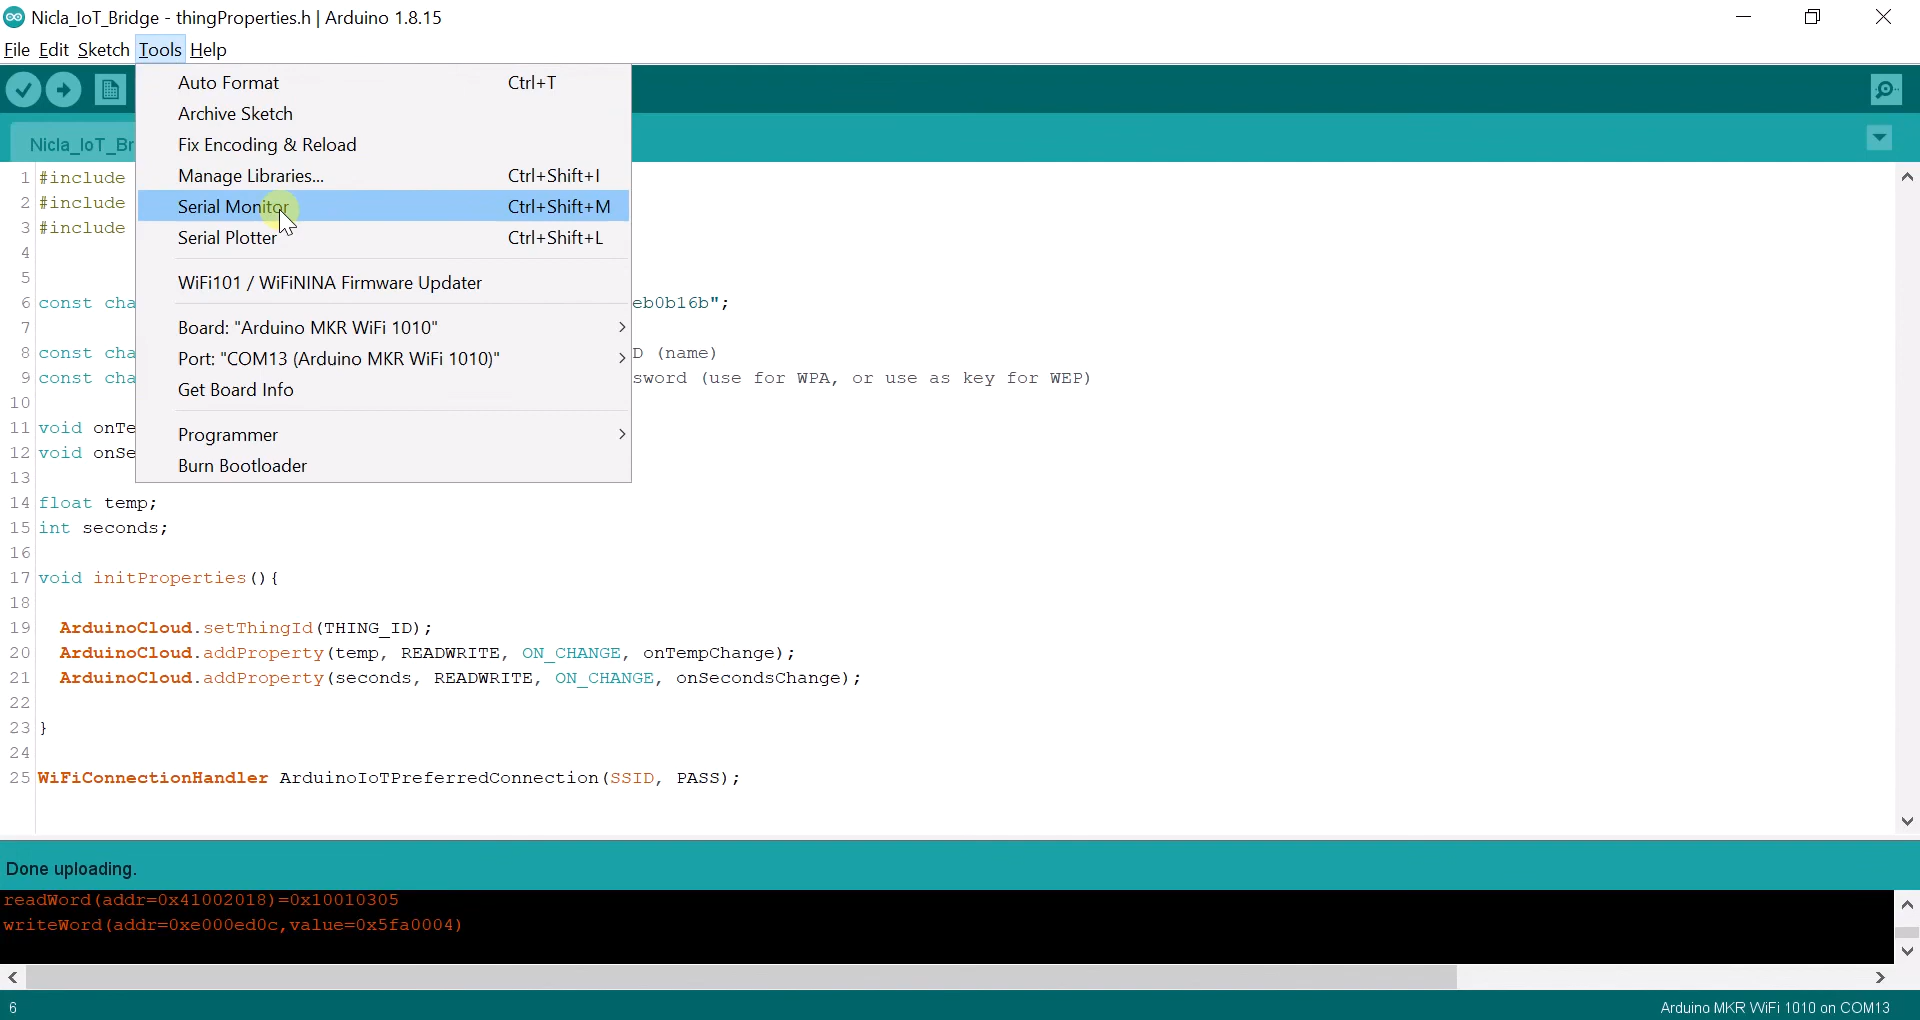 Nicla_IoT_Bridge - thingProperties.h | Arduino 1.8.15
File Edit Sketch Tools Help
Auto Format Ctrl+T
Archive Sketch
Fix Encoding & Reload
Nicla_IoT_Br
Manage Libraries... Ctrl+Shift+I
Serial Monitor Ctrl+Shift+M
Serial Plotter Ctrl+Shift+L
WiFi101 / WiFiNINA Firmware Updater
Board: "Arduino MKR WiFi 1010"
Port: "COM13 (Arduino MKR WiFi 1010)"
Get Board Info
Programmer
Burn Bootloader
1 #include
2 #include
3 #include
4
5
6 const cha eb0b16b";
7
8 const cha D (name)
9 const cha sword (use for WPA, or use as key for WEP)
10
11 void onTe
12 void onSe
13
14 float temp;
15 int seconds;
16
17 void initProperties(){
18
19 ArduinoCloud.setThingId(THING_ID);
20 ArduinoCloud.addProperty(temp, READWRITE, ON_CHANGE, onTempChange);
21 ArduinoCloud.addProperty(seconds, READWRITE, ON_CHANGE, onSecondsChange);
22
23 }
24
25 WiFiConnectionHandler ArduinoIoTPreferredConnection(SSID, PASS);
Done uploading.
readWord(addr=0x41002018)=0x10010305
writeWord(addr=0xe000ed0c,value=0x5fa0004)
6 Arduino MKR WiFi 1010 on COM13